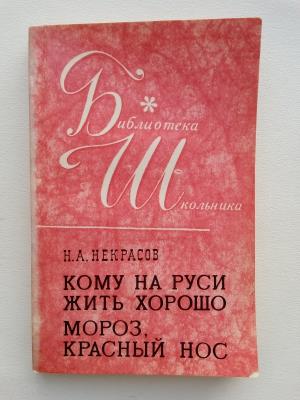 Библиотека
Школьника
Н.А.НЕКРАСОВ
КОМУ НА РУСИ
ЖИТЬ ХОРОШО
МОРОЗ,
КРАСНЫЙ НОС